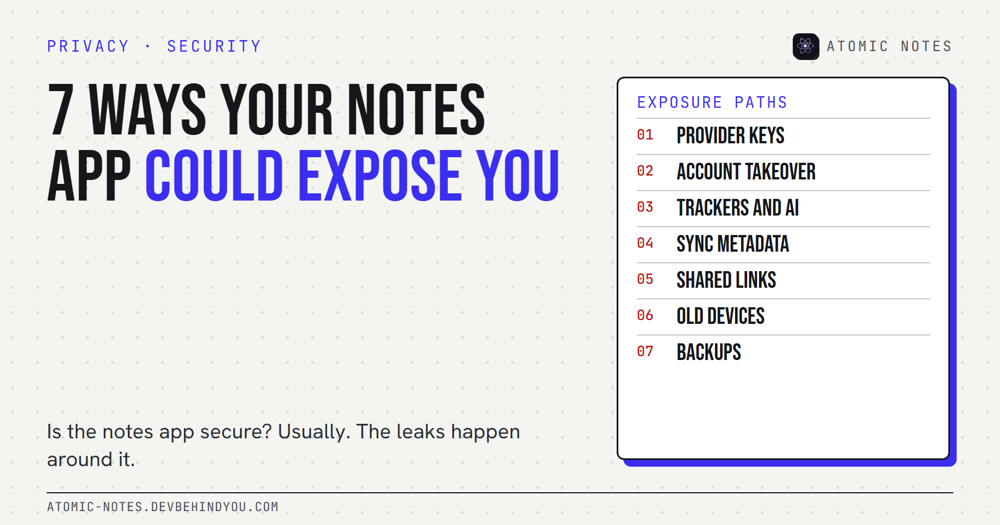 PRIVACY · SECURITY
ATOMIC NOTES
7 WAYS YOUR NOTES
APP COULD EXPOSE YOU
EXPOSURE PATHS
01 PROVIDER KEYS
02 ACCOUNT TAKEOVER
03 TRACKERS AND AI
04 SYNC METADATA
05 SHARED LINKS
06 OLD DEVICES
07 BACKUPS
Is the notes app secure? Usually. The leaks happen
around it.
ATOMIC-NOTES.DEVBEHINDYOU.COM